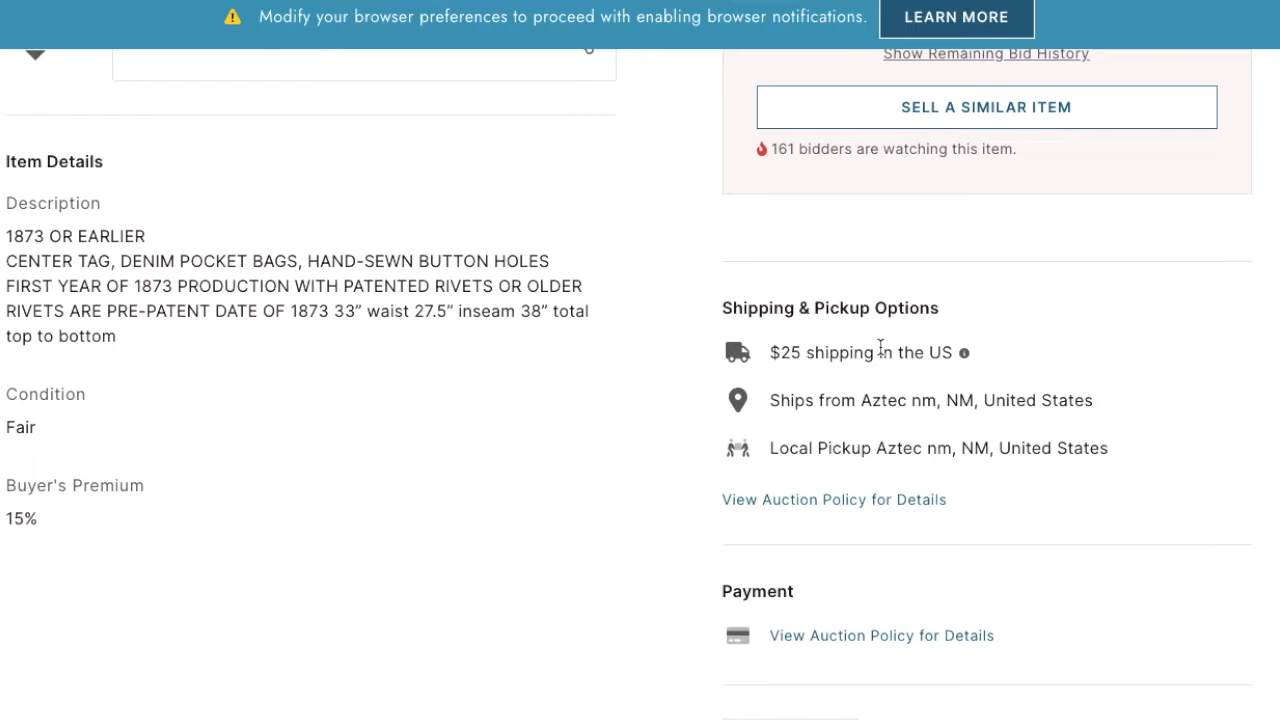 Modify your browser preferences to proceed with enabling browser notifications.
LEARN MORE
Show Remaining Bid History
SELL A SIMILAR ITEM
161 bidders are watching this item.
Item Details
Description
1873 OR EARLIER
CENTER TAG, DENIM POCKET BAGS, HAND-SEWN BUTTON HOLES
FIRST YEAR OF 1873 PRODUCTION WITH PATENTED RIVETS OR OLDER
RIVETS ARE PRE-PATENT DATE OF 1873 33” waist 27.5” inseam 38” total
top to bottom
Condition
Fair
Buyer's Premium
15%
Shipping & Pickup Options
$25 shipping in the US
Ships from Aztec nm, NM, United States
Local Pickup Aztec nm, NM, United States
View Auction Policy for Details
Payment
View Auction Policy for Details